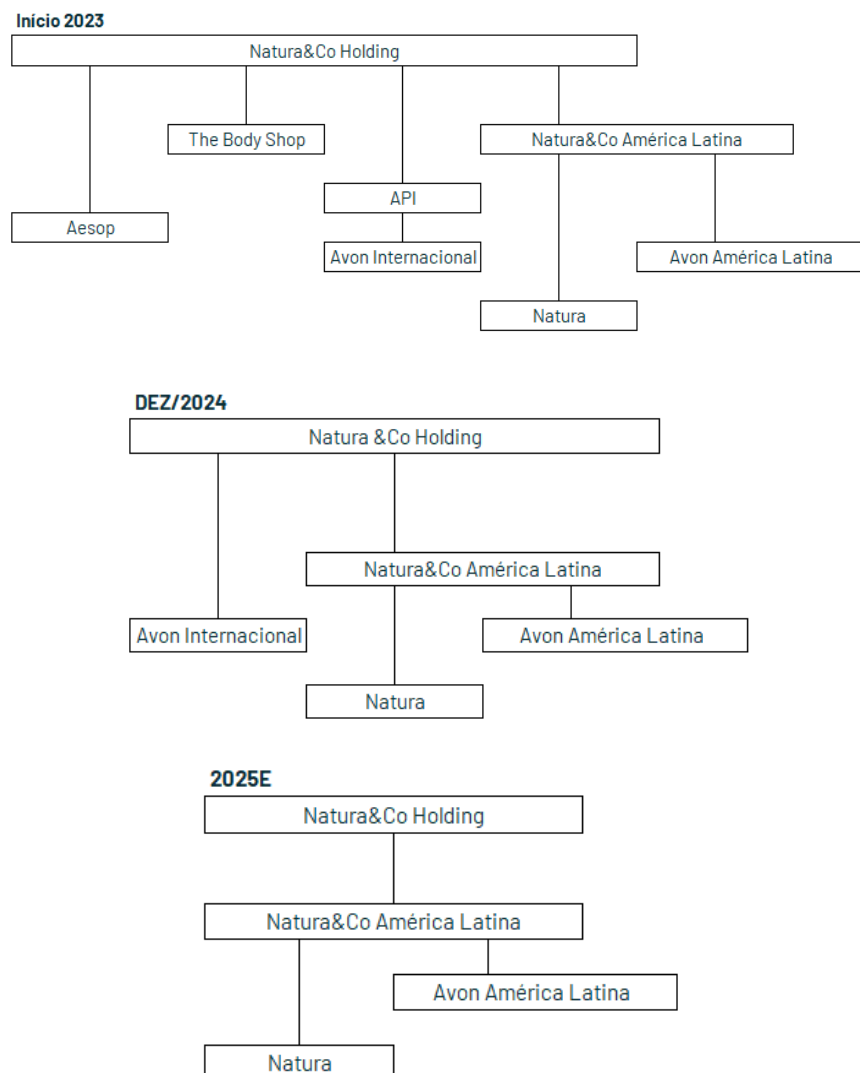 Início 2023
Natura&Co Holding
The Body Shop
Natura&Co América Latina
API
Aesop
Avon Internacional
Avon América Latina
Natura
DEZ/2024
Natura &Co Holding
Natura&Co América Latina
Avon Internacional
Avon América Latina
Natura
2025E
Natura&Co Holding
Natura&Co América Latina
Avon América Latina
Natura